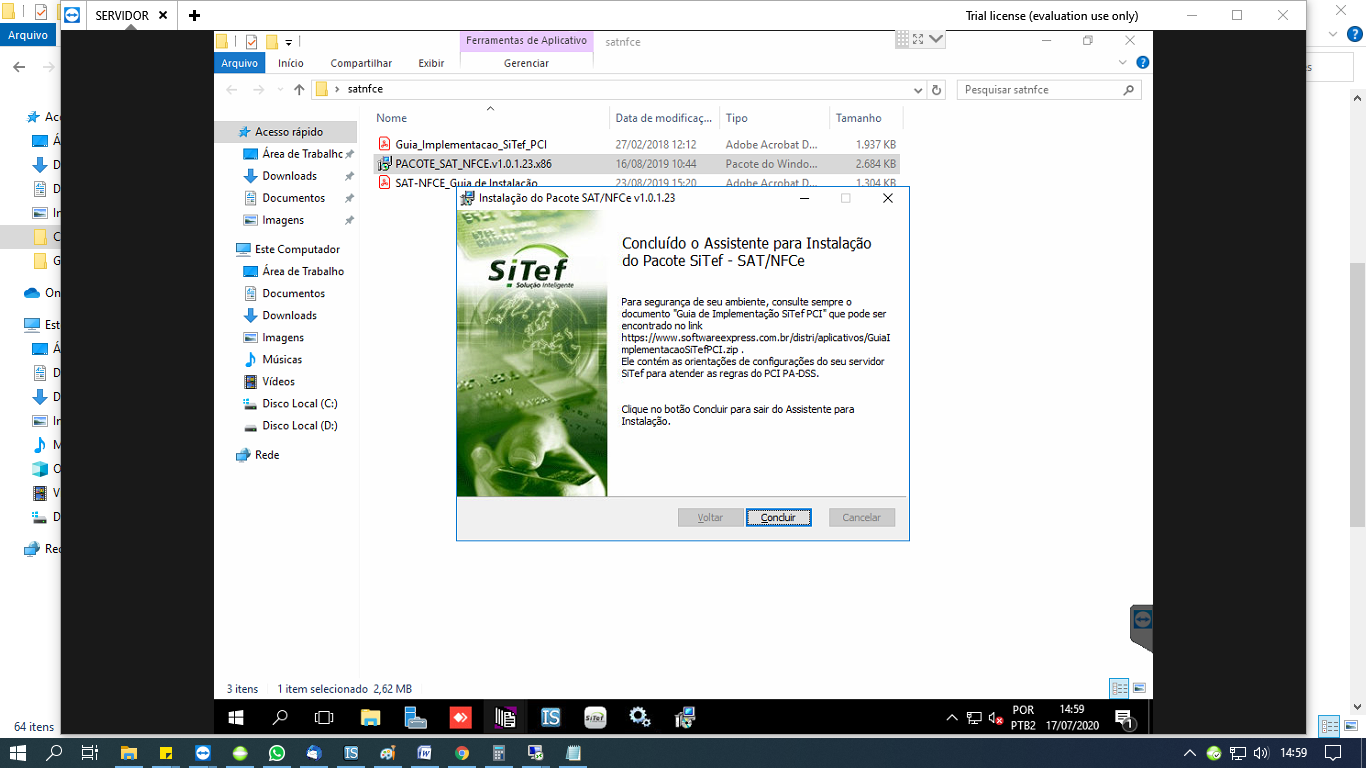 SERVIDOR
Trial license (evaluation use only)
Arquivo
Ferramentas de Aplicativo
satnfce
Arquivo
Início
Compartilhar
Exibir
Gerenciar
satnfce
Pesquisar satnfce
Nome
Data de modificaç...
Tipo
Tamanho
Acesso rápido
Área de Trabalhc
Downloads
Documentos
Imagens
Este Computador
Área de Trabalho
Documentos
Downloads
Imagens
Músicas
Vídeos
Disco Local (C:)
Disco Local (D:)
Rede
Guia_Implementacao_SiTef_PCI
27/02/2018 12:12
Adobe Acrobat D...
1.937 KB
PACOTE_SAT_NFCE.v1.0.1.23.x86
16/08/2019 10:44
Pacote do Windo...
2.684 KB
SAT-NFCE_Guia de Instalação
23/08/2019 15:20
Adobe Acrobat D...
1.304 KB
Instalação do Pacote SAT/NFCe v1.0.1.23
SiTef
Solução Inteligente
Concluído o Assistente para Instalação
do Pacote SiTef - SAT/NFCe
Para segurança de seu ambiente, consulte sempre o
documento "Guia de Implementação SiTef PCI" que pode ser
encontrado no link
https://www.softwareexpress.com.br/distri/aplicativos/GuiaI
mplementacaoSiTefPCI.zip .
Ele contém as orientações de configurações do seu servidor
SiTef para atender as regras do PCI PA-DSS.
Clique no botão Concluir para sair do Assistente para
Instalação.
Voltar
Concluir
Cancelar
3 itens
1 item selecionado 2,62 MB
IS
SiTef
POR
PTB2
14:59
17/07/2020
1
64 itens
IS
14:59